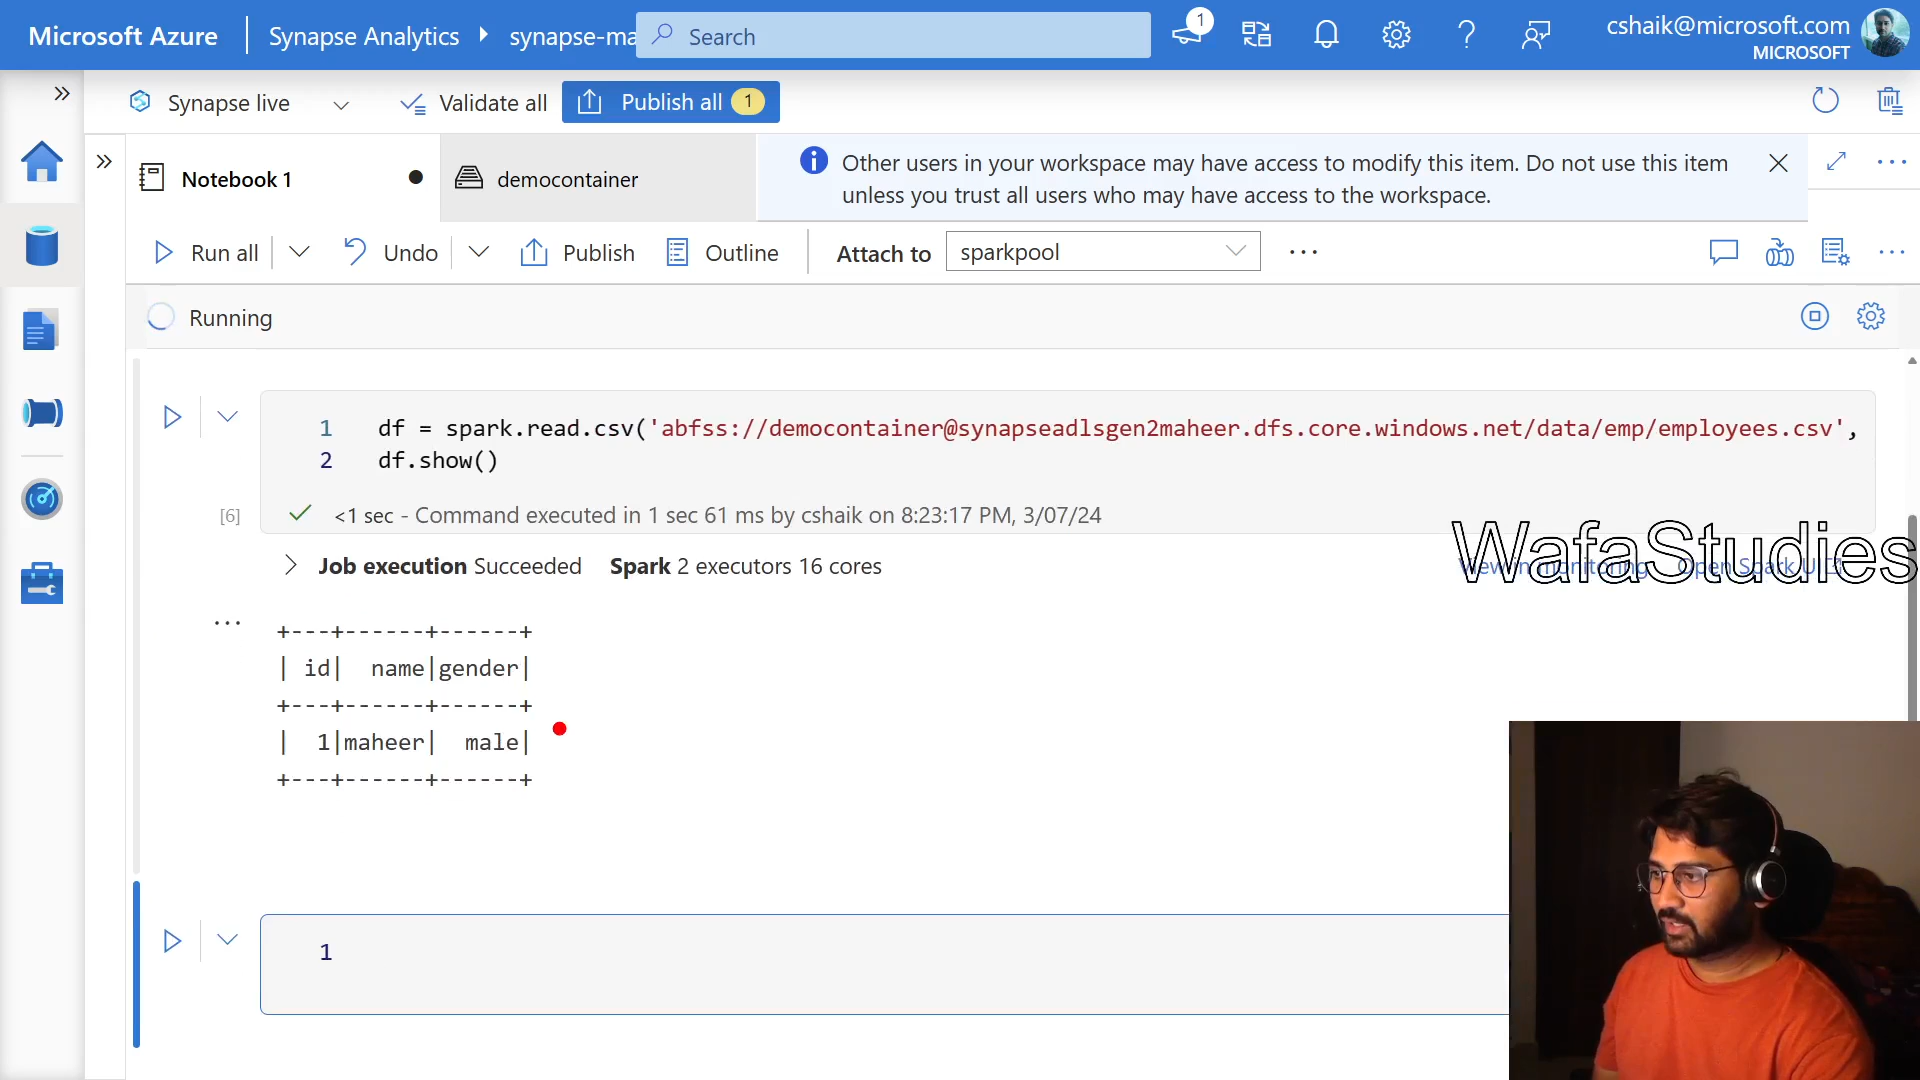 Microsoft Azure
Synapse Analytics
synapse-ma
Search
1
cshaik@microsoft.com
MICROSOFT
Synapse live
Validate all
Publish all 1
Notebook 1
democontainer
Other users in your workspace may have access to modify this item. Do not use this item
unless you trust all users who may have access to the workspace.
Run all
Undo
Publish
Outline
Attach to
sparkpool
Running
1 df = spark.read.csv('abfss://democontainer@synapseadlsgen2maheer.dfs.core.windows.net/data/emp/employees.csv',
2 df.show()
[6]
<1 sec - Command executed in 1 sec 61 ms by cshaik on 8:23:17 PM, 3/07/24
Job execution Succeeded Spark 2 executors 16 cores
View in monitoring
Open Spark UI
WafaStudies
+---+------+------+
| id|  name|gender|
+---+------+------+
|  1|maheer|  male|
+---+------+------+
1